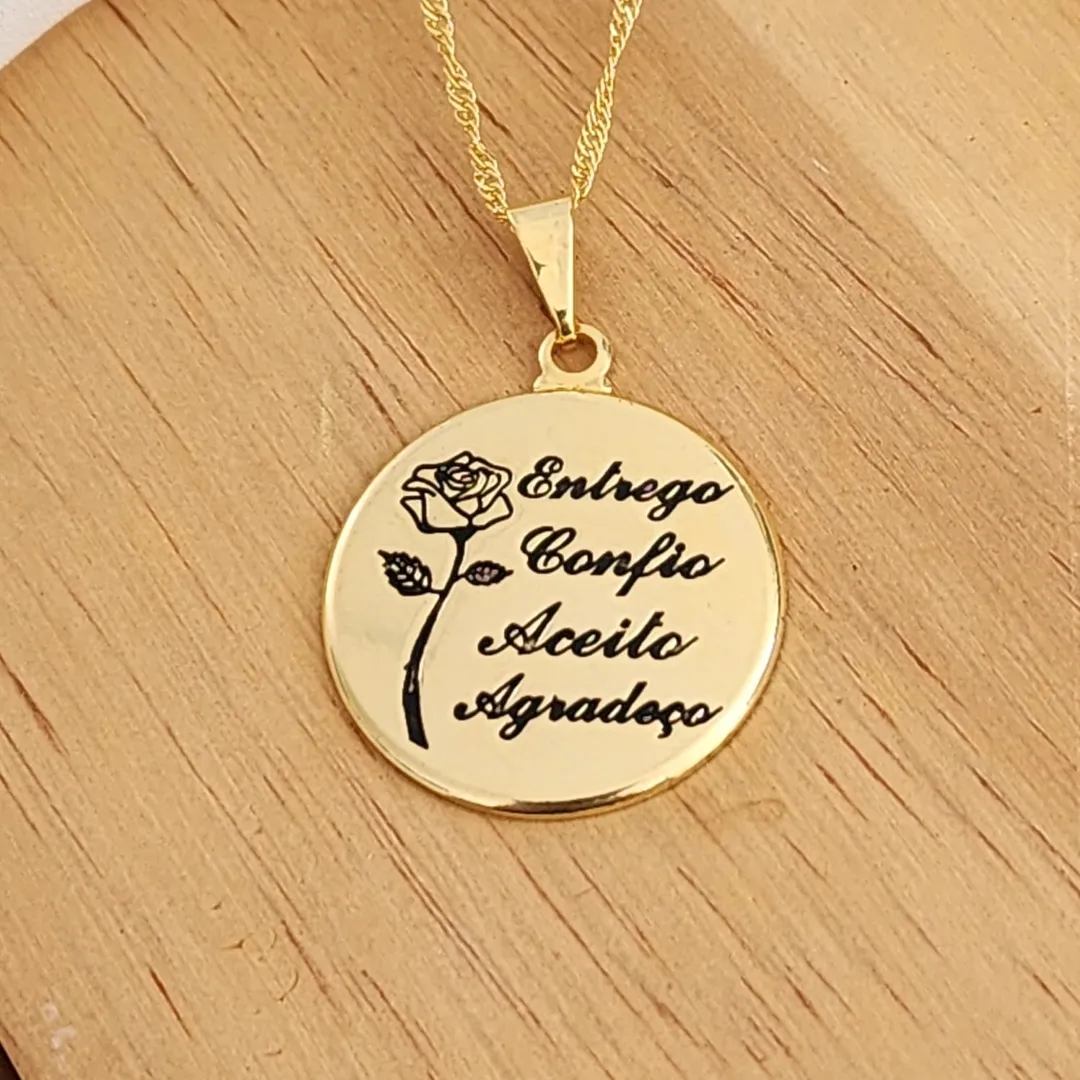 Entrego
Confio
Aceito
Agradeço